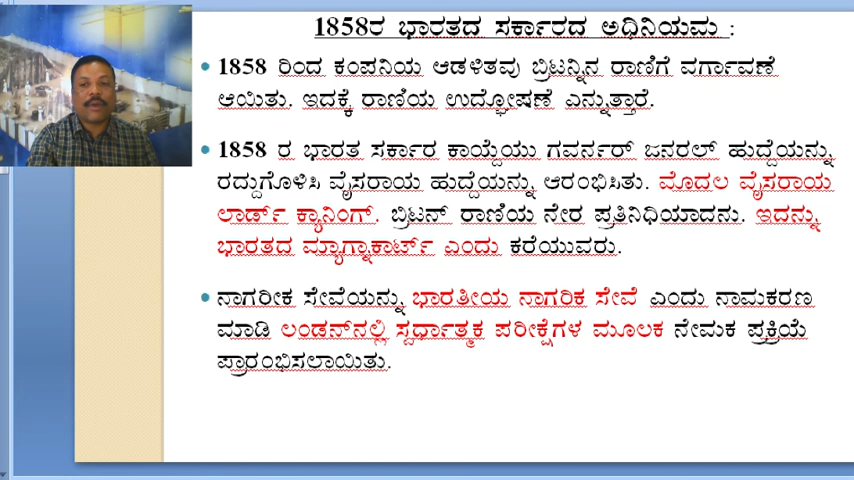 1858ರ ಭಾರತದ ಸರ್ಕಾರದ ಅಧಿನಿಯಮ :
• 1858 ರಿಂದ ಕಂಪನಿಯ ಆಡಳಿತವು ಬ್ರಿಟನ್ನಿನ ರಾಣಿಗೆ ವರ್ಗಾವಣೆ
ಆಯಿತು. ಇದಕ್ಕೆ ರಾಣಿಯ ಉದ್ಘೋಷಣೆ ಎನ್ನುತ್ತಾರೆ.
• 1858 ರ ಭಾರತ ಸರ್ಕಾರ ಕಾಯ್ದೆಯು ಗವರ್ನರ್ ಜನರಲ್ ಹುದ್ದೆಯನ್ನು
ರದ್ದುಗೊಳಿಸಿ ವೈಸರಾಯ ಹುದ್ದೆಯನ್ನು ಆರಂಭಿಸಿತು. ಮೊದಲ ವೈಸರಾಯ
ಲಾರ್ಡ್ ಕ್ಯಾನಿಂಗ್. ಬ್ರಿಟನ್ ರಾಣಿಯ ನೇರ ಪ್ರತಿನಿಧಿಯಾದನು. ಇದನ್ನು
ಭಾರತದ ಮ್ಯಾಗ್ನಾಕಾರ್ಟ್ ಎಂದು ಕರೆಯುವರು.
• ನಾಗರೀಕ ಸೇವೆಯನ್ನು ಭಾರತೀಯ ನಾಗರಿಕ ಸೇವೆ ಎಂದು ನಾಮಕರಣ
ಮಾಡಿ ಲಂಡನ್‌ನಲ್ಲಿ ಸ್ಪರ್ಧಾತ್ಮಕ ಪರೀಕ್ಷೆಗಳ ಮೂಲಕ ನೇಮಕ ಪ್ರಕ್ರಿಯೆ
ಪ್ರಾರಂಭಿಸಲಾಯಿತು.